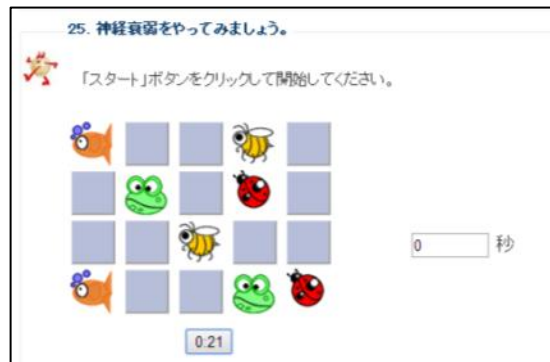 25. 神経衰弱をやってみましょう。
「スタート」ボタンをクリックして開始してください。
0 秒
0:21